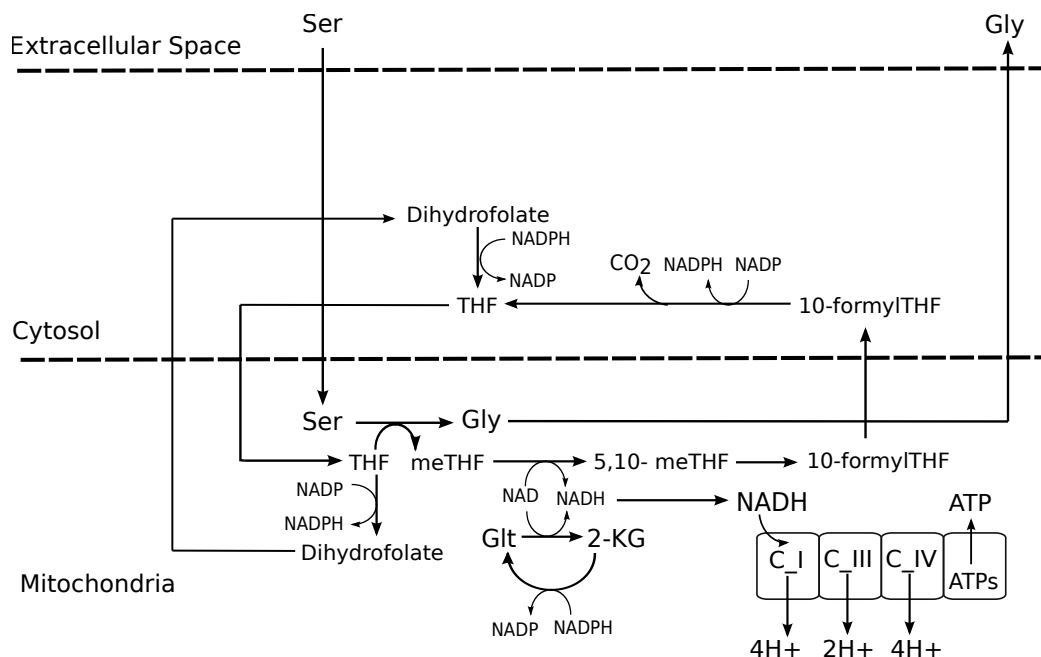 Ser
Gly
Extracellular Space
Dihydrofolate
NADPH
NADP
CO2
NADPH
NADP
THF
10-formylTHF
Cytosol
Ser
Gly
THF
meTHF
5,10- meTHF
10-formylTHF
NADP
NADPH
NAD
NADH
NADH
ATP
Dihydrofolate
Glt
2-KG
C_I
C_III
C_IV
ATPs
Mitochondria
NADP
NADPH
4H+
2H+
4H+